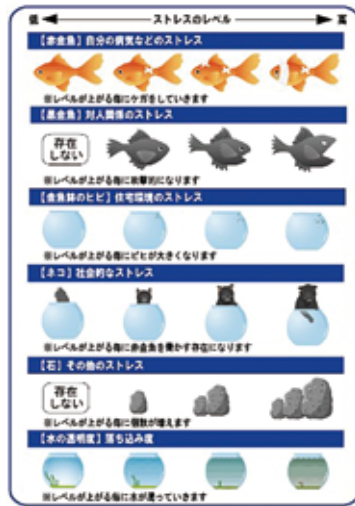 低 ストレスのレベル 高
【赤金魚】自分の病気などのストレス
※レベルが上がる毎にケガをしていきます
【黒金魚】対人関係のストレス
存在
しない
※レベルが上がる毎に攻撃的になります
【金魚鉢のヒビ】住宅環境のストレス
※レベルが上がる毎にヒビが大きくなります
【ネコ】社会的なストレス
※レベルが上がる毎に赤金魚を脅かす存在になります
【石】その他のストレス
存在
しない
※レベルが上がる毎に個数が増えます
【水の透明度】落ち込み度
※レベルが上がる毎に水が濁っていきます